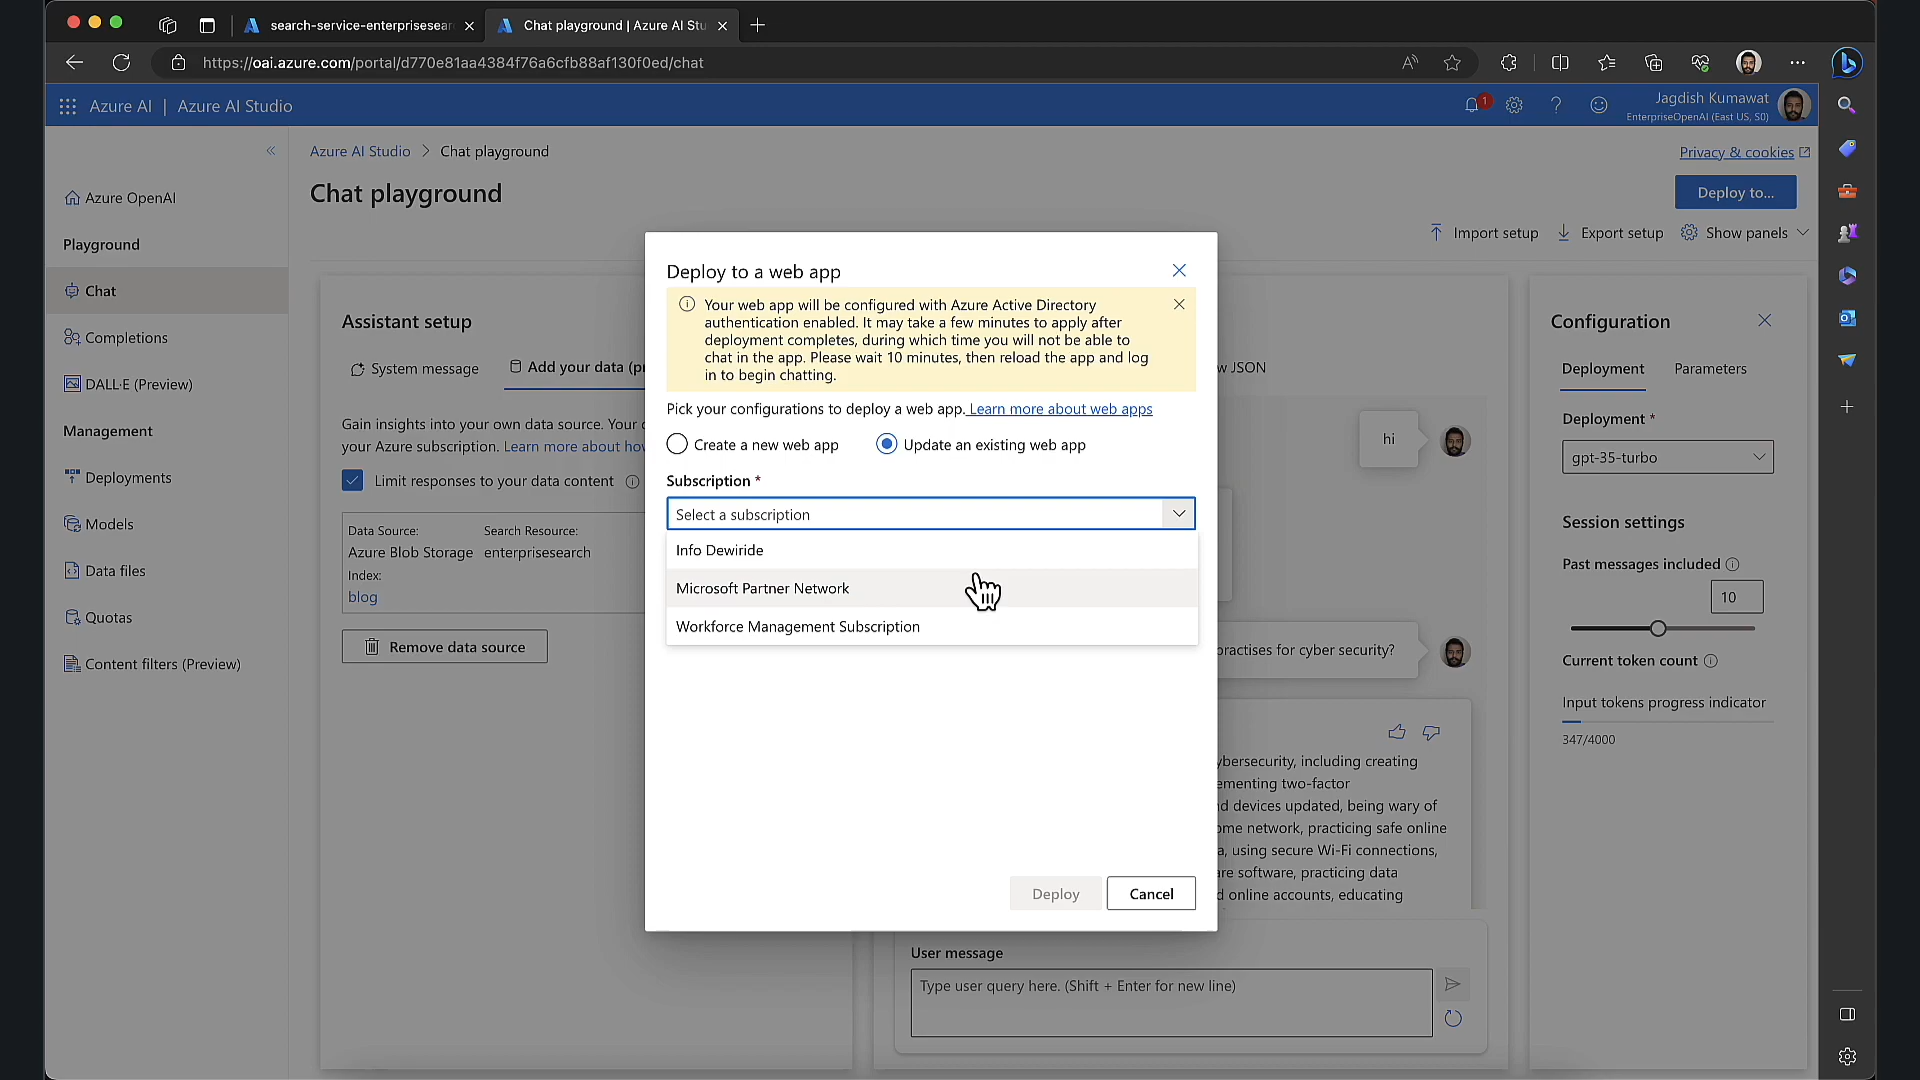 search-service-enterprisesear
Chat playground | Azure AI Stu
https://oai.azure.com/portal/d770e81aa4384f76a6cfb88af130f0ed/chat
Azure AI | Azure AI Studio
1
Jagdish Kumawat
EnterpriseOpenAI (East US, S0)
Azure AI Studio > Chat playground
Privacy & cookies
Chat playground
Deploy to...
Import setup
Export setup
Show panels
Azure OpenAI
Playground
Chat
Completions
DALL·E (Preview)
Management
Deployments
Models
Data files
Quotas
Content filters (Preview)
Assistant setup
System message
Add your data (pr
Gain insights into your own data source. Your d
your Azure subscription. Learn more about how
Limit responses to your data content
Data Source:
Azure Blob Storage
Search Resource:
enterprisesearch
Index:
blog
Remove data source
Deploy to a web app
Your web app will be configured with Azure Active Directory
authentication enabled. It may take a few minutes to apply after
deployment completes, during which time you will not be able to
chat in the app. Please wait 10 minutes, then reload the app and log
in to begin chatting.
Pick your configurations to deploy a web app. Learn more about web apps
Create a new web app
Update an existing web app
Subscription *
Select a subscription
Info Dewiride
Microsoft Partner Network
Workforce Management Subscription
Deploy
Cancel
w JSON
hi
practises for cyber security?
ybersecurity, including creating
ementing two-factor
d devices updated, being wary of
ome network, practicing safe online
a, using secure Wi-Fi connections,
are software, practicing data
d online accounts, educating
User message
Type user query here. (Shift + Enter for new line)
Configuration
Deployment
Parameters
Deployment *
gpt-35-turbo
Session settings
Past messages included
10
Current token count
Input tokens progress indicator
347/4000